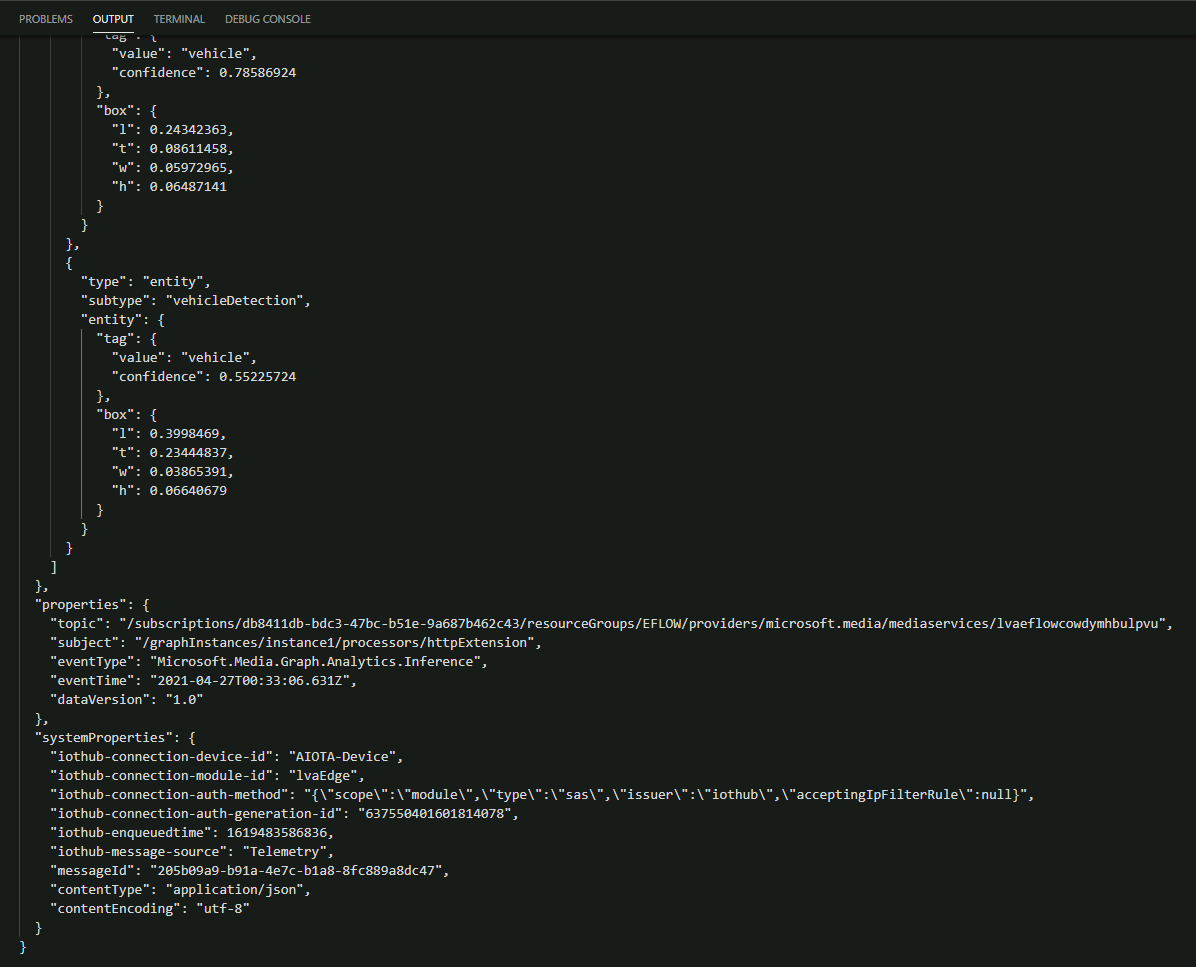 PROBLEMS OUTPUT TERMINAL DEBUG CONSOLE
"tag": {
"value": "vehicle",
"confidence": 0.78586924
},
"box": {
"l": 0.24342363,
"t": 0.08611458,
"w": 0.05972965,
"h": 0.06487141
}
}
},
{
"type": "entity",
"subtype": "vehicleDetection",
"entity": {
"tag": {
"value": "vehicle",
"confidence": 0.55225724
},
"box": {
"l": 0.3998469,
"t": 0.23444837,
"w": 0.03865391,
"h": 0.06640679
}
}
}
]
},
"properties": {
"topic": "/subscriptions/db8411db-bdc3-47bc-b51e-9a687b462c43/resourceGroups/EFLOW/providers/microsoft.media/mediaservices/lvaeflowcowdymhbulpvu",
"subject": "/graphInstances/instance1/processors/httpExtension",
"eventType": "Microsoft.Media.Graph.Analytics.Inference",
"eventTime": "2021-04-27T00:33:06.631Z",
"dataVersion": "1.0"
},
"systemProperties": {
"iothub-connection-device-id": "AIOTA-Device",
"iothub-connection-module-id": "lvaEdge",
"iothub-connection-auth-method": "{\"scope\":\"module\",\"type\":\"sas\",\"issuer\":\"iothub\",\"acceptingIpFilterRule\":null}",
"iothub-connection-auth-generation-id": "637550401601814078",
"iothub-enqueuedtime": 1619483586836,
"iothub-message-source": "Telemetry",
"messageId": "205b09a9-b91a-4e7c-b1a8-8fc889a8dc47",
"contentType": "application/json",
"contentEncoding": "utf-8"
}
}